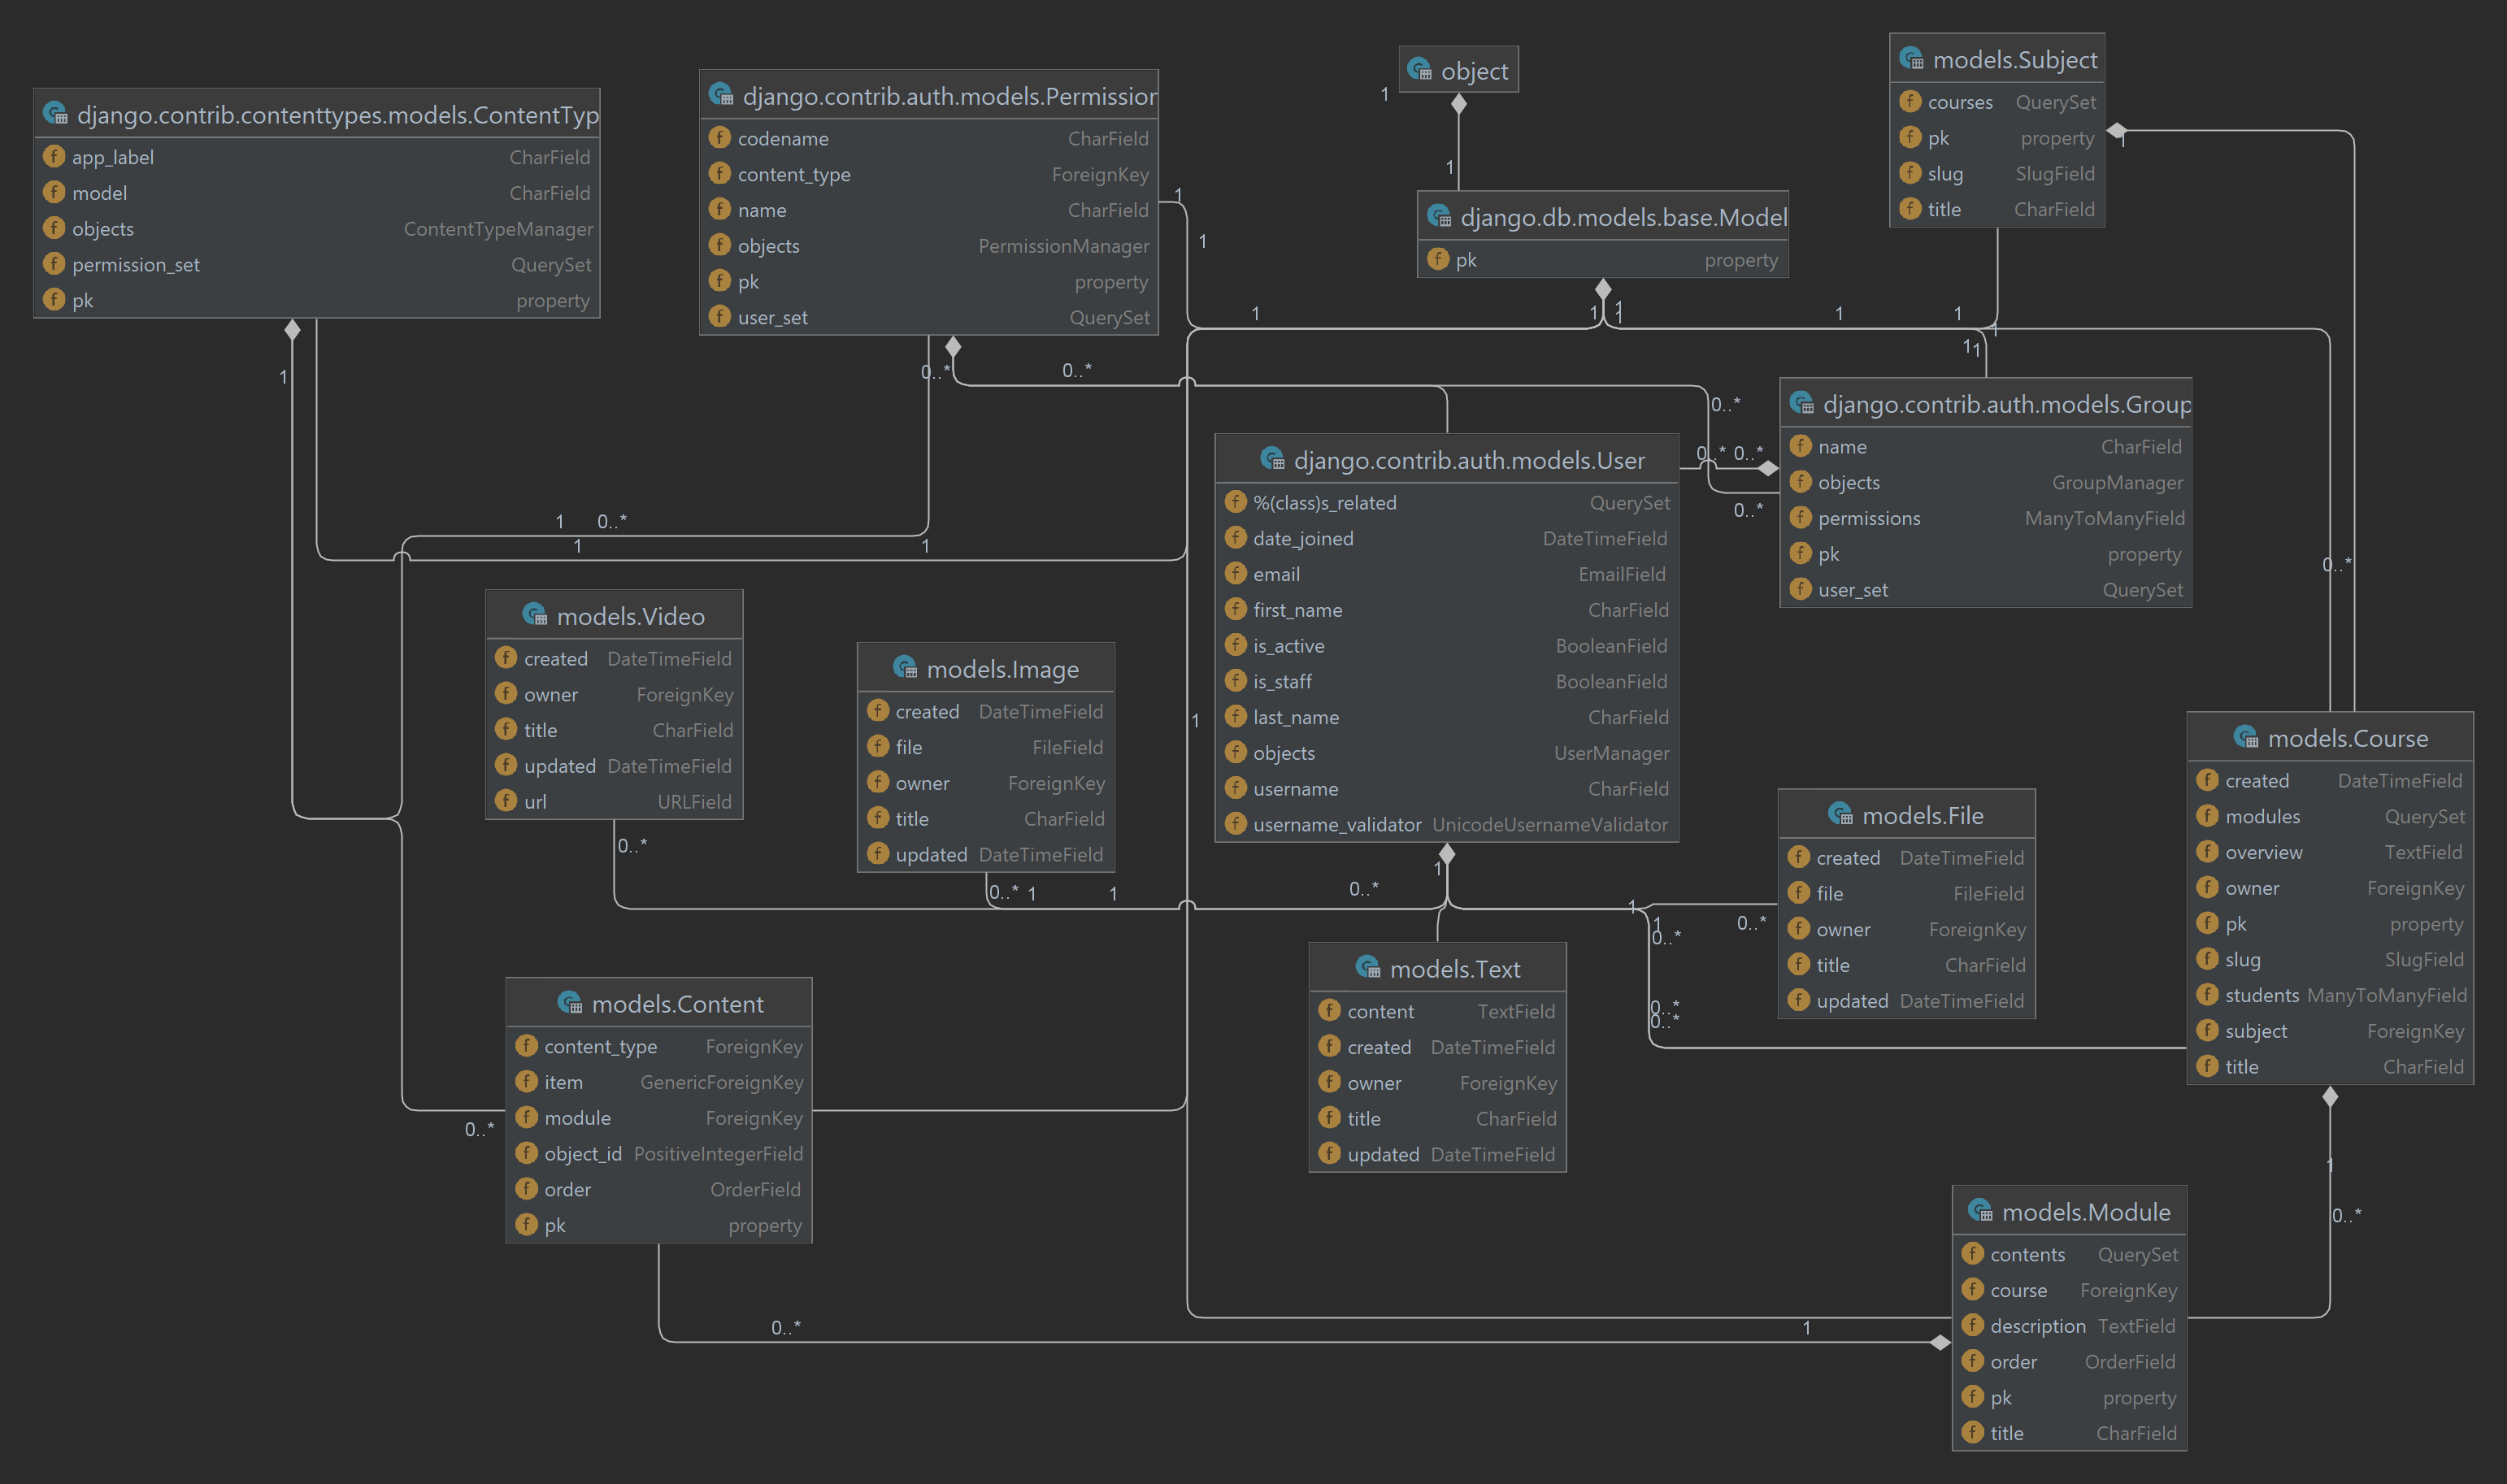 object
1
1
models.Subject
courses QuerySet
pk property
slug SlugField
title CharField
1
django.contrib.contenttypes.models.ContentTyp
app_label CharField
model CharField
objects ContentTypeManager
permission_set QuerySet
pk property
1
django.contrib.auth.models.Permission
codename CharField
content_type ForeignKey
name CharField
objects PermissionManager
pk property
user_set QuerySet
1
1
django.db.models.base.Model
pk property
1
1
1
1
1
1
1
1
0..*
0..*
0..*
django.contrib.auth.models.Group
name CharField
objects GroupManager
permissions ManyToManyField
pk property
user_set QuerySet
0..* 0..*
0..*
django.contrib.auth.models.User
%(class)s_related QuerySet
date_joined DateTimeField
email EmailField
first_name CharField
is_active BooleanField
is_staff BooleanField
last_name CharField
objects UserManager
username CharField
username_validator UnicodeUsernameValidator
1 0..*
1
1
0..*
models.Video
created DateTimeField
owner ForeignKey
title CharField
updated DateTimeField
url URLField
0..*
models.Image
created DateTimeField
file FileField
owner ForeignKey
title CharField
updated DateTimeField
0..* 1
1
1
0..*
1
1
1
0..*
0..*
0..*
0..*
models.File
created DateTimeField
file FileField
owner ForeignKey
title CharField
updated DateTimeField
models.Course
created DateTimeField
modules QuerySet
overview TextField
owner ForeignKey
pk property
slug SlugField
students ManyToManyField
subject ForeignKey
title CharField
1
0..*
models.Text
content TextField
created DateTimeField
owner ForeignKey
title CharField
updated DateTimeField
models.Content
content_type ForeignKey
item GenericForeignKey
module ForeignKey
object_id PositiveIntegerField
order OrderField
pk property
0..*
0..*
1
models.Module
contents QuerySet
course ForeignKey
description TextField
order OrderField
pk property
title CharField